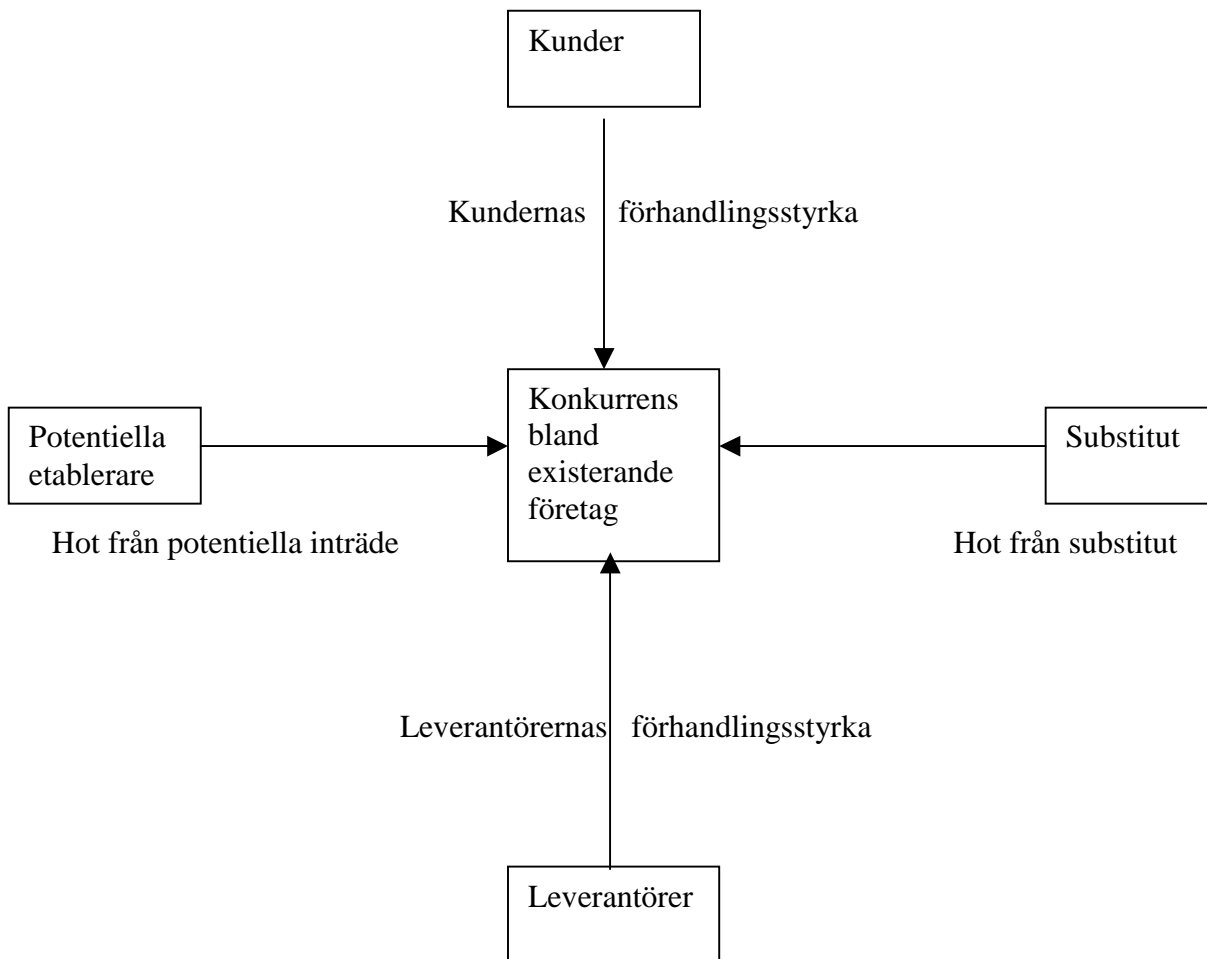 Kunder
Kundernas förhandlingsstyrka
Konkurrens
bland
existerande
företag
Potentiella
etablerare
Substitut
Hot från potentiella inträde
Hot från substitut
Leverantörernas förhandlingsstyrka
Leverantörer